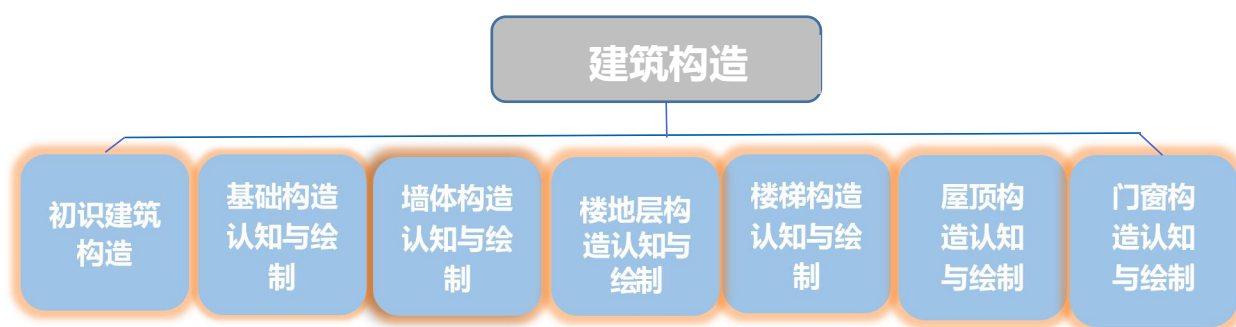 建筑构造
初识建筑
构造
基础构造
认知与绘
制
墙体构造
认知与绘
制
楼地层构
造认知与
绘制
楼梯构造
认知与绘
制
屋顶构
造认知
与绘制
门窗构
造认知
与绘制